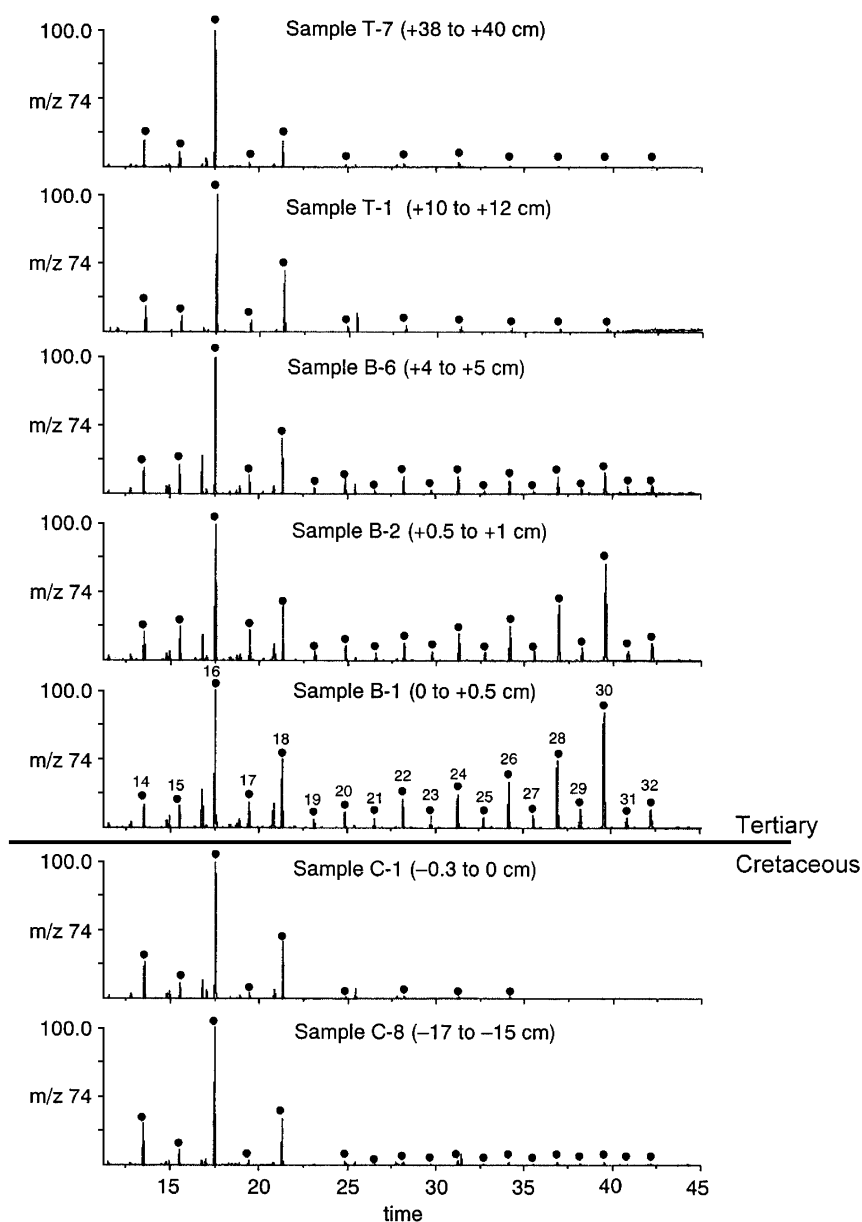 100.0
Sample T-7 (+38 to +40 cm)
m/z 74
100.0
Sample T-1 (+10 to +12 cm)
m/z 74
100.0
Sample B-6 (+4 to +5 cm)
m/z 74
100.0
Sample B-2 (+0.5 to +1 cm)
m/z 74
100.0
Sample B-1 (0 to +0.5 cm)
m/z 74
14 15 16 17 18 19 20 21 22 23 24 25 26 27 28 29 30 31 32
Tertiary
Cretaceous
Sample C-1 (–0.3 to 0 cm)
m/z 74
100.0
Sample C-8 (–17 to –15 cm)
m/z 74
15 20 25 30 35 40 45
time